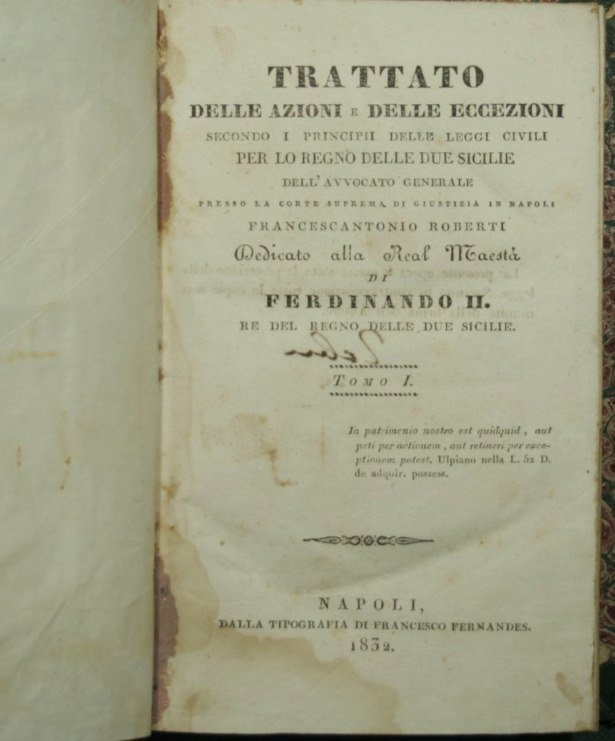 TRATTATO
DELLE AZIONI E DELLE ECCEZIONI
SECONDO I PRINCIPII DELLE LEGGI CIVILI
PER LO REGNO DELLE DUE SICILIE
DELL'AVVOCATO GENERALE
PRESSO LA CORTE SUPREMA DI GIUSTIZIA IN NAPOLI
FRANCESCANTONIO ROBERTI
Dedicato alla Real Maestà
DI
FERDINANDO II.
RE DEL REGNO DELLE DUE SICILIE.
TOMO I.
In patrimonio nostro est quidquid, aut
peti per actionem, aut retineri per exce-
ptionem potest. Ulpiano nella L. 52 D.
de adquir. possess.
NAPOLI,
DALLA TIPOGRAFIA DI FRANCESCO FERNANDES.
1832.